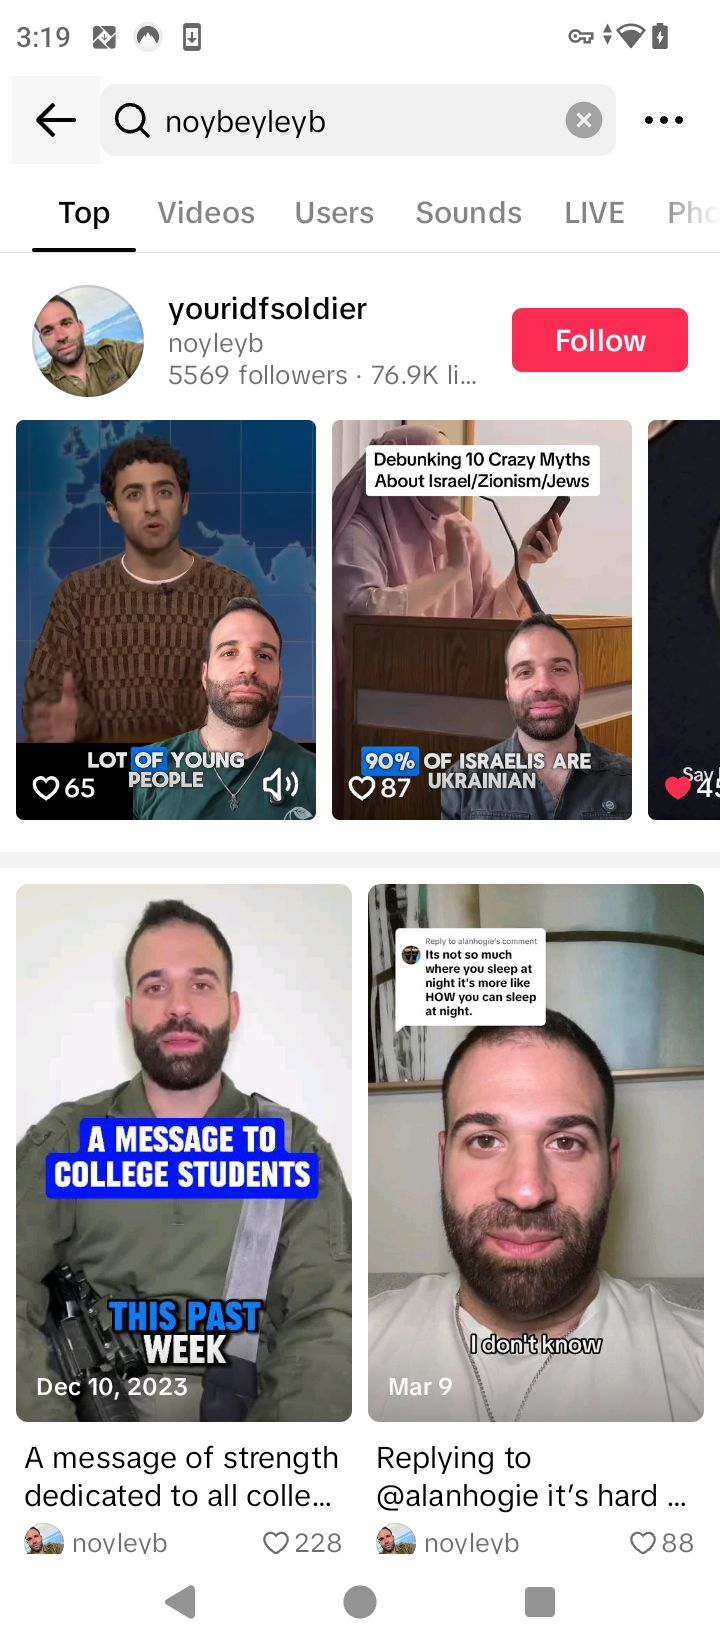 3:19
noybeyleyb
Top Videos Users Sounds LIVE Pho
youridfsoldier
noyleyb
5569 followers · 76.9K li...
Follow
LOT OF YOUNG
PEOPLE
65
Debunking 10 Crazy Myths
About Israel/Zionism/Jews
90% OF ISRAELIS ARE
UKRAINIAN
87
Say
45
A MESSAGE TO
COLLEGE STUDENTS
THIS PAST
WEEK
Dec 10, 2023
A message of strength
dedicated to all colle...
noyleyb 228
Reply to alanhogie's comment
Its not so much
where you sleep at
night it's more like
HOW you can sleep
at night.
I don't know
Mar 9
Replying to
@alanhogie it's hard ...
noyleyb 88